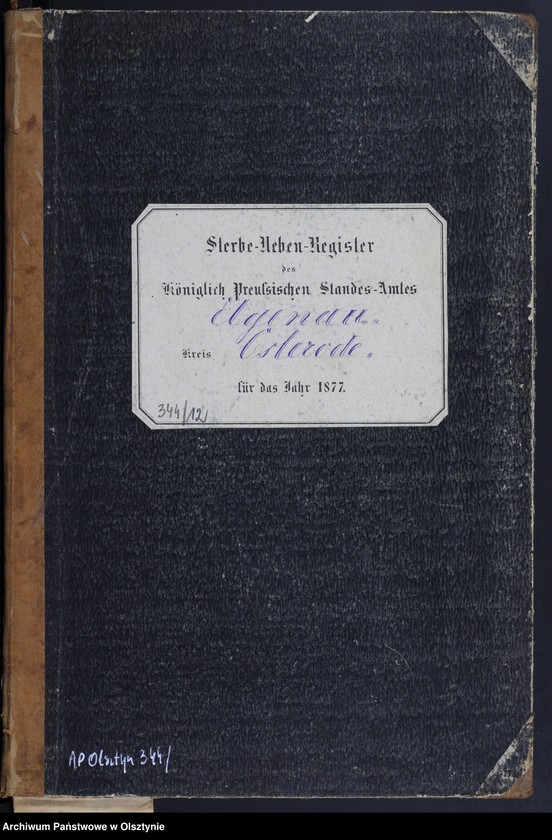 Sterbe-Neben-Register
des
Königlich Preußsischen Standes-Amtes
Elgenau.
Kreis Osterode.
für das Jahr 1877.
344/12
AP Olsztyn 344/
Archiwum Państwowe w Olsztynie